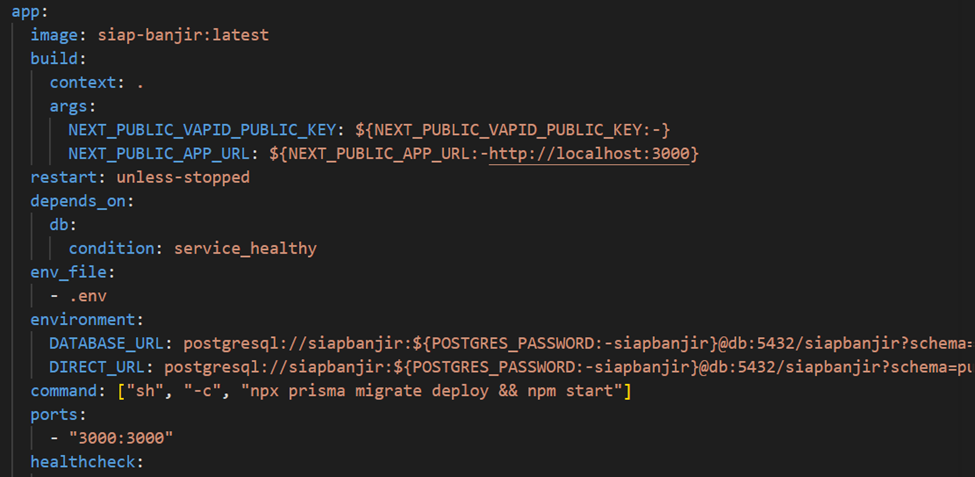 app:
image: siap-banjir:latest
build:
context: .
args:
NEXT_PUBLIC_VAPID_PUBLIC_KEY: ${NEXT_PUBLIC_VAPID_PUBLIC_KEY:-}
NEXT_PUBLIC_APP_URL: ${NEXT_PUBLIC_APP_URL:-http://localhost:3000}
restart: unless-stopped
depends_on:
db:
condition: service_healthy
env_file:
- .env
environment:
DATABASE_URL: postgresql://siapbanjir:${POSTGRES_PASSWORD:-siapbanjir}@db:5432/siapbanjir?schema=
DIRECT_URL: postgresql://siapbanjir:${POSTGRES_PASSWORD:-siapbanjir}@db:5432/siapbanjir?schema=pu
command: ["sh", "-c", "npx prisma migrate deploy && npm start"]
ports:
- "3000:3000"
healthcheck: